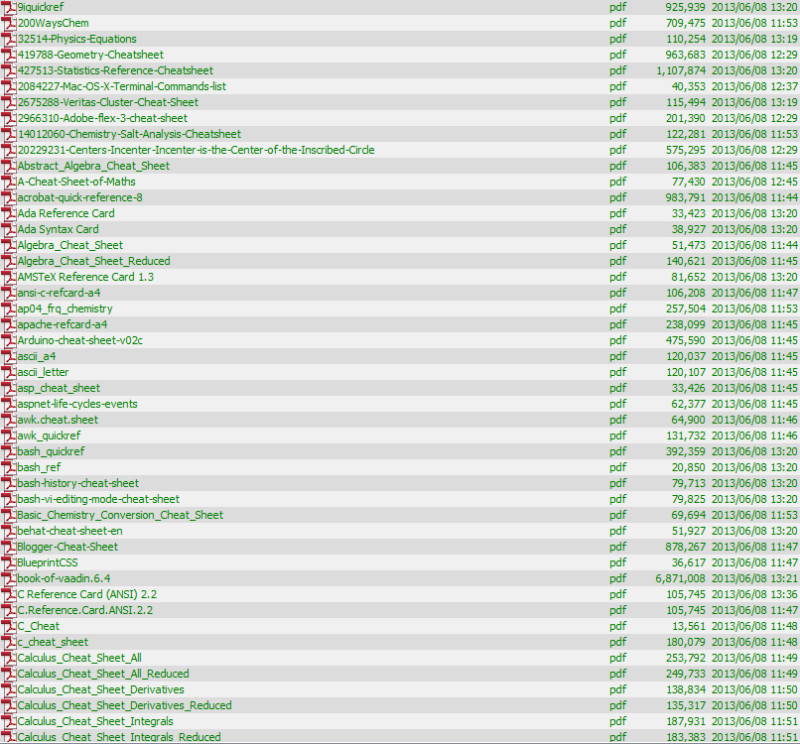 9iquickref pdf 925,939 2013/06/08 13:20
200WaysChem pdf 709,475 2013/06/08 11:53
32514-Physics-Equations pdf 110,254 2013/06/08 13:19
419788-Geometry-Cheatsheet pdf 963,683 2013/06/08 12:29
427513-Statistics-Reference-Cheatsheet pdf 1,107,874 2013/06/08 13:20
2084227-Mac-OS-X-Terminal-Commands-list pdf 40,353 2013/06/08 12:37
2675288-Veritas-Cluster-Cheat-Sheet pdf 115,494 2013/06/08 13:19
2966310-Adobe-flex-3-cheat-sheet pdf 201,390 2013/06/08 12:29
14012060-Chemistry-Salt-Analysis-Cheatsheet pdf 122,281 2013/06/08 11:53
20229231-Centers-Incenter-Incenter-is-the-Center-of-the-Inscribed-Circle pdf 575,295 2013/06/08 12:29
Abstract_Algebra_Cheat_Sheet pdf 106,383 2013/06/08 11:45
A-Cheat-Sheet-of-Maths pdf 77,430 2013/06/08 12:45
acrobat-quick-reference-8 pdf 983,791 2013/06/08 11:44
Ada Reference Card pdf 33,423 2013/06/08 13:20
Ada Syntax Card pdf 38,927 2013/06/08 13:20
Algebra_Cheat_Sheet pdf 51,473 2013/06/08 11:44
Algebra_Cheat_Sheet_Reduced pdf 140,621 2013/06/08 11:45
AMSTeX Reference Card 1.3 pdf 81,652 2013/06/08 13:20
ansi-c-refcard-a4 pdf 106,208 2013/06/08 11:47
ap04_frq_chemistry pdf 257,504 2013/06/08 11:53
apache-refcard-a4 pdf 238,099 2013/06/08 11:45
Arduino-cheat-sheet-v02c pdf 475,590 2013/06/08 11:45
ascii_a4 pdf 120,037 2013/06/08 11:45
ascii_letter pdf 120,107 2013/06/08 11:45
asp_cheat_sheet pdf 33,426 2013/06/08 11:45
aspnet-life-cycles-events pdf 62,377 2013/06/08 11:45
awk.cheat.sheet pdf 64,900 2013/06/08 11:46
awk_quickref pdf 131,732 2013/06/08 11:46
bash_quickref pdf 392,359 2013/06/08 13:20
bash_ref pdf 20,850 2013/06/08 13:20
bash-history-cheat-sheet pdf 79,713 2013/06/08 13:20
bash-vi-editing-mode-cheat-sheet pdf 79,825 2013/06/08 13:20
Basic_Chemistry_Conversion_Cheat_Sheet pdf 69,694 2013/06/08 11:53
behat-cheat-sheet-en pdf 51,927 2013/06/08 13:20
Blogger-Cheat-Sheet pdf 878,267 2013/06/08 11:47
BlueprintCSS pdf 36,617 2013/06/08 11:47
book-of-vaadin.6.4 pdf 6,871,008 2013/06/08 13:21
C Reference Card (ANSI) 2.2 pdf 105,745 2013/06/08 13:36
C.Reference.Card.ANSI.2.2 pdf 105,745 2013/06/08 11:47
C_Cheat pdf 13,561 2013/06/08 11:48
c_cheat_sheet pdf 180,079 2013/06/08 11:48
Calculus_Cheat_Sheet_All pdf 253,792 2013/06/08 11:49
Calculus_Cheat_Sheet_All_Reduced pdf 249,733 2013/06/08 11:49
Calculus_Cheat_Sheet_Derivatives pdf 138,834 2013/06/08 11:50
Calculus_Cheat_Sheet_Derivatives_Reduced pdf 135,317 2013/06/08 11:50
Calculus_Cheat_Sheet_Integrals pdf 187,931 2013/06/08 11:51
Calculus_Cheat_Sheet_Integrals_Reduced pdf 183,383 2013/06/08 11:51